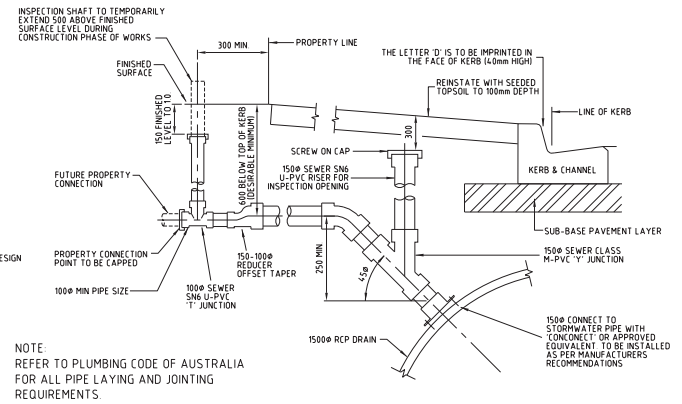 INSPECTION SHAFT TO TEMPORARILY
EXTEND 500 ABOVE FINISHED
SURFACE LEVEL DURING
CONSTRUCTION PHASE OF WORKS
300 MIN.
PROPERTY LINE
THE LETTER 'D' IS TO BE IMPRINTED IN
THE FACE OF KERB (40mm HIGH)
FINISHED
SURFACE
REINSTATE WITH SEEDED
TOPSOIL TO 100mm DEPTH
LINE OF KERB
150 FINISHED
LEVEL TO 10
600 BELOW TOP OF KERB
(DESIRABLE MINIMUM)
300
SCREW ON CAP
KERB & CHANNEL
150Ø SEWER SN6
U-PVC RISER FOR
INSPECTION OPENING
FUTURE PROPERTY
CONNECTION
SUB-BASE PAVEMENT LAYER
ESIGN
PROPERTY CONNECTION
POINT TO BE CAPPED
150-100Ø
REDUCER
OFFSET TAPER
250 MIN
45Ø
150Ø SEWER CLASS
M-PVC 'Y' JUNCTION
100Ø MIN PIPE SIZE
100Ø SEWER
SN6 U-PVC
'T' JUNCTION
1500Ø RCP DRAIN
150Ø CONNECT TO
STORMWATER PIPE WITH
'CONCONECT' OR APPROVED
EQUIVALENT. TO BE INSTALLED
AS PER MANUFACTURERS
RECOMMENDATIONS
NOTE:
REFER TO PLUMBING CODE OF AUSTRALIA
FOR ALL PIPE LAYING AND JOINTING
REQUIREMENTS.